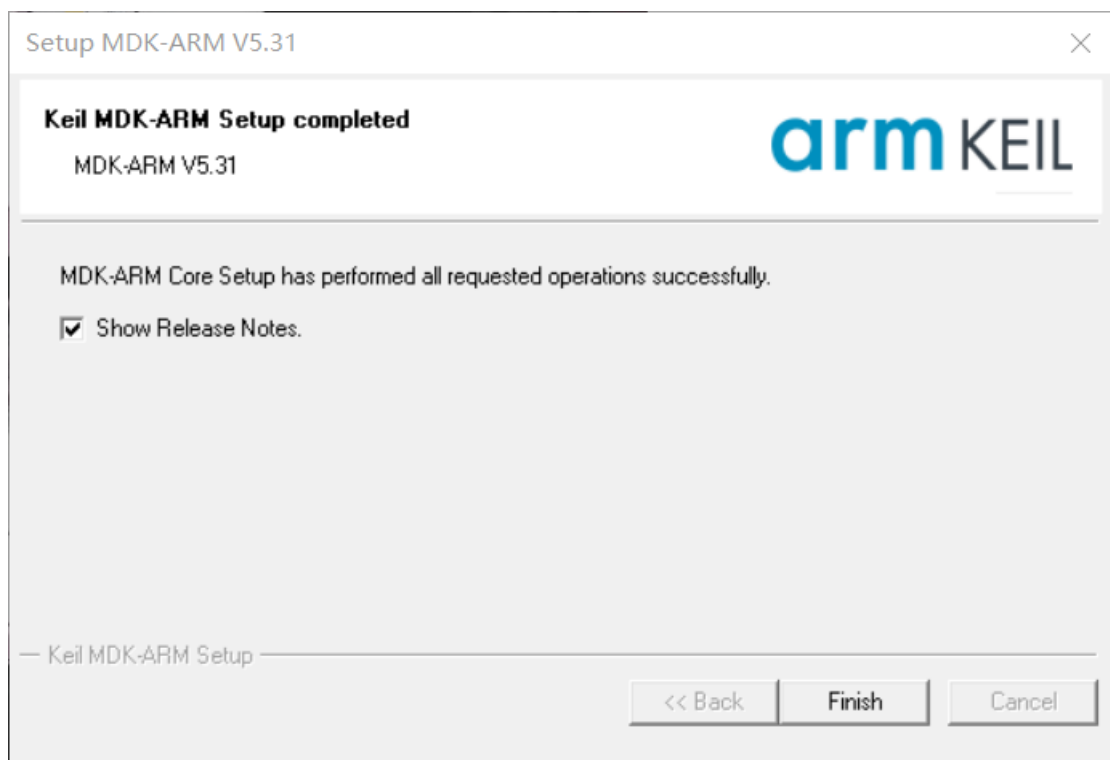 Setup MDK-ARM V5.31
Keil MDK-ARM Setup completed
MDK-ARM V5.31
arm KEIL
MDK-ARM Core Setup has performed all requested operations successfully.
Show Release Notes.
Keil MDK-ARM Setup
<< Back Finish Cancel